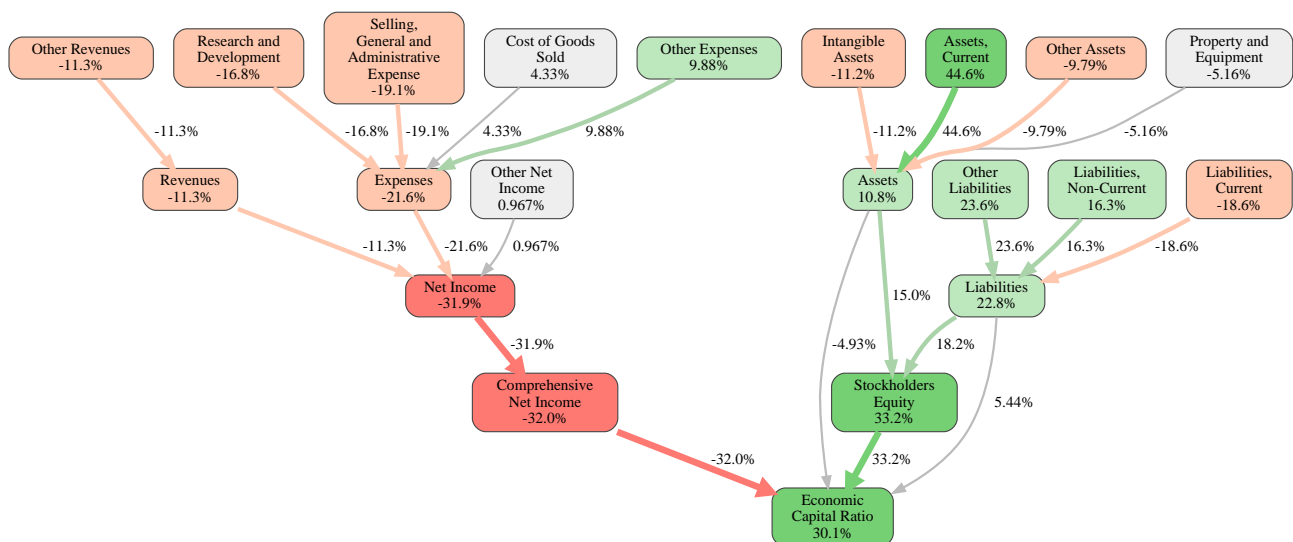 Other Revenues
-11.3%
Research and
Development
-16.8%
Selling,
General and
Administrative
Expense
-19.1%
Cost of Goods
Sold
4.33%
Other Expenses
9.88%
Intangible
Assets
-11.2%
Assets,
Current
44.6%
Other Assets
-9.79%
Property and
Equipment
-5.16%
-11.3%
-16.8%
-19.1%
4.33%
9.88%
-11.2%
44.6%
-9.79%
-5.16%
Revenues
-11.3%
Expenses
-21.6%
Other Net
Income
0.967%
Assets
10.8%
Other
Liabilities
23.6%
Liabilities,
Non-Current
16.3%
Liabilities,
Current
-18.6%
-11.3%
-21.6%
0.967%
23.6%
16.3%
-18.6%
Net Income
-31.9%
15.0%
Liabilities
22.8%
-31.9%
-4.93%
18.2%
Comprehensive
Net Income
-32.0%
Stockholders
Equity
33.2%
5.44%
-32.0%
33.2%
Economic
Capital Ratio
30.1%